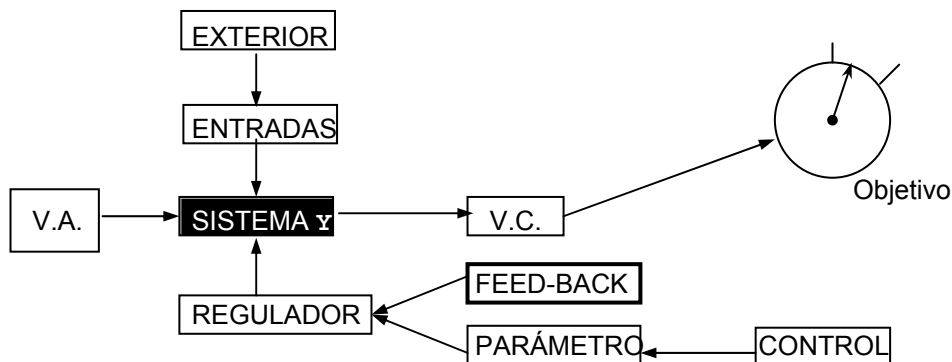 EXTERIOR
ENTRADAS
Objetivo
V.A.
SISTEMA Y
V.C.
FEED-BACK
REGULADOR
PARÁMETRO
CONTROL